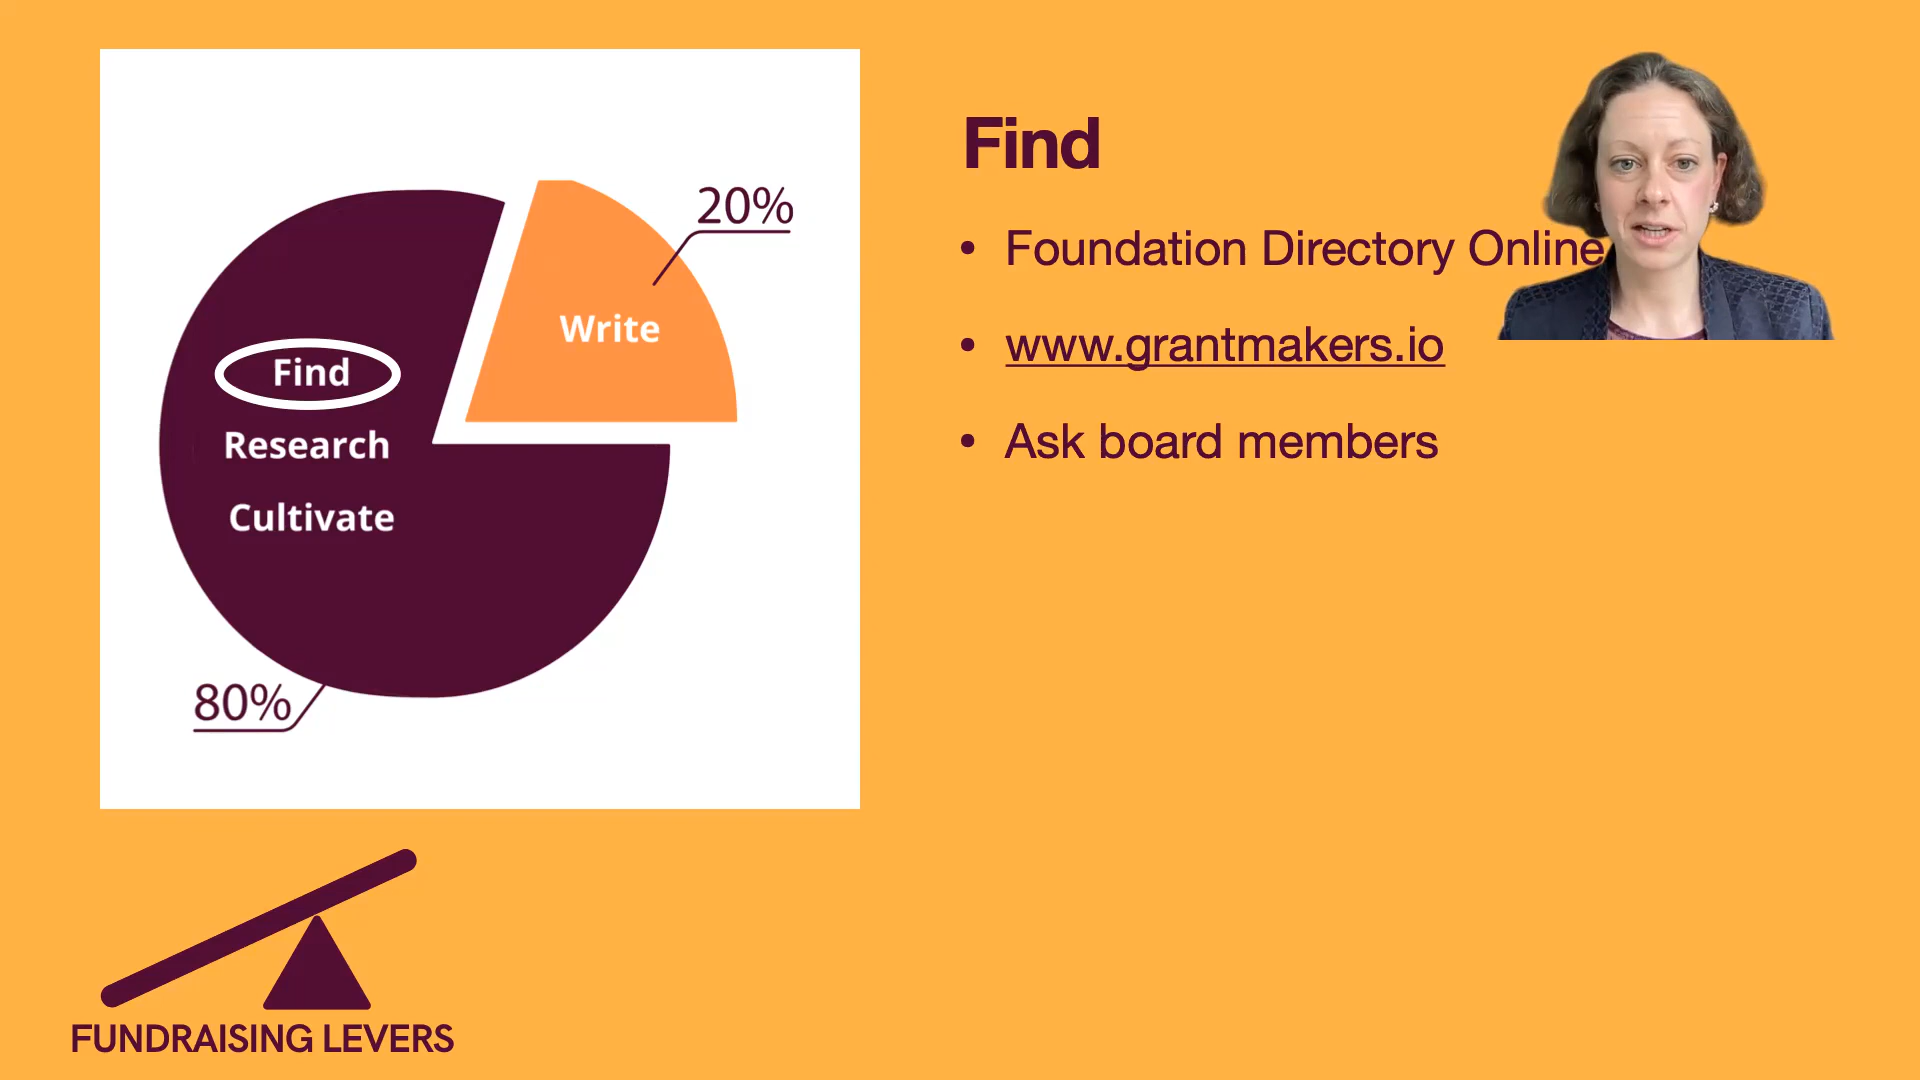 20%
Write
Find
Research
Cultivate
80%
FUNDRAISING LEVERS
Find
• Foundation Directory Online
• www.grantmakers.io
• Ask board members